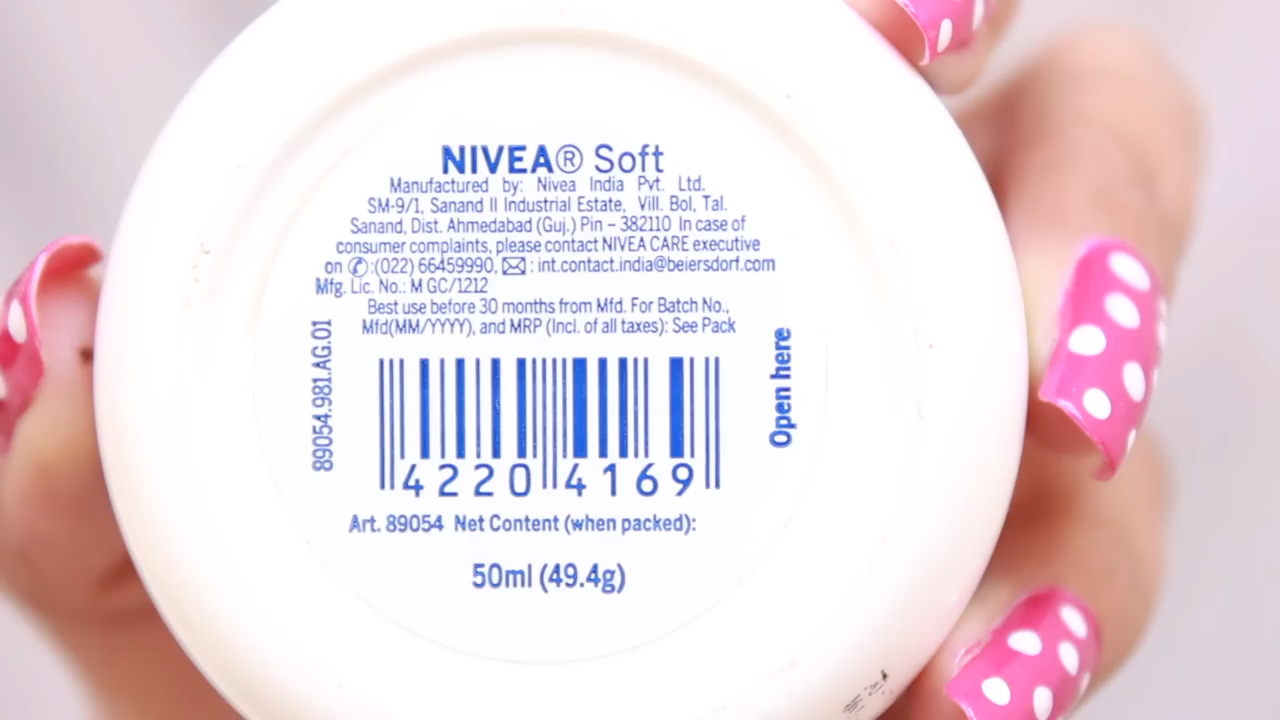 NIVEA® Soft
Manufactured by: Nivea India Pvt. Ltd.
SM-9/1, Sanand II Industrial Estate, Vill. Bol, Tal.
Sanand, Dist. Ahmedabad (Guj.) Pin – 382110 In case of
consumer complaints, please contact NIVEA CARE executive
on ✆:(022) 66459990, ✉: int.contact.india@beiersdorf.com
Mfg. Lic. No.: M GC/1212
Best use before 30 months from Mfd. For Batch No.,
Mfd(MM/YYYY), and MRP (Incl. of all taxes): See Pack
89054.981.AG.01
Open here
4220 4169
Art. 89054 Net Content (when packed):
50ml (49.4g)